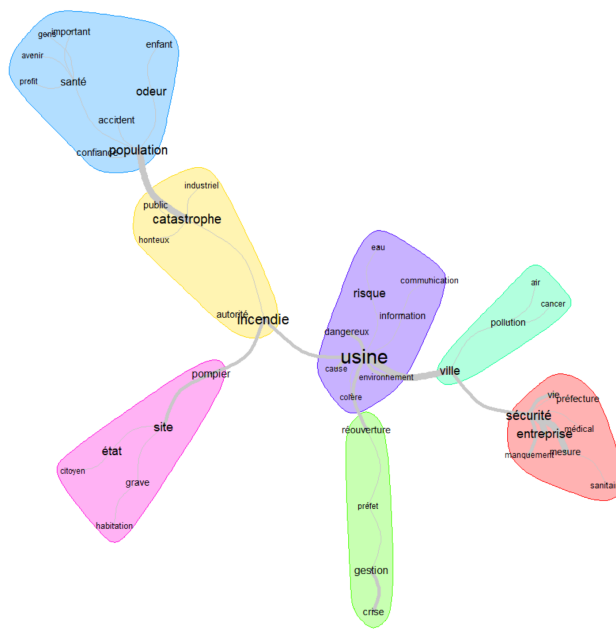 gens
important
enfant
avenir
profit
santé
odeur
accident
confiance
population
industriel
public
catastrophe
honteux
autorité
incendie
eau
communication
risque
information
dangereux
usine
cause
environnement
colère
air
cancer
pollution
ville
pompier
site
état
citoyen
grave
habitation
vie
préfecture
sécurité
entreprise
médical
manquement
mesure
sanitai
réouverture
préfet
gestion
crise